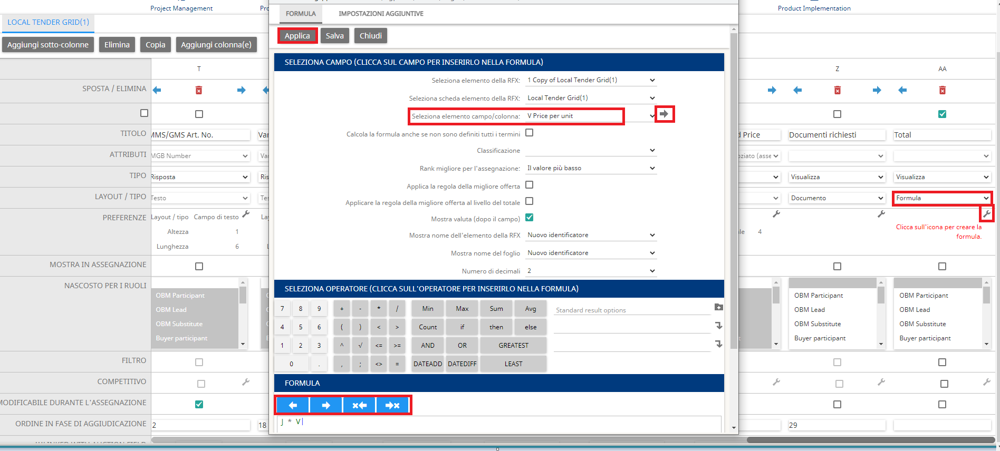 Project Management
Product Implementation
LOCAL TENDER GRID(1)
FORMULA
IMPOSTAZIONI AGGIUNTIVE
Aggiungi sotto-colonne
Elimina
Copia
Aggiungi colonna(e)
Applica
Salva
Chiudi
SELEZIONA CAMPO (CLICCA SUL CAMPO PER INSERIRLO NELLA FORMULA)
Seleziona elemento della RFX: 1 Copy of Local Tender Grid(1)
Seleziona scheda elemento della RFX: Local Tender Grid(1)
Seleziona elemento campo/colonna: V Price per unit
Calcola la formula anche se non sono definiti tutti i termini
Classificazione
Rank migliore per l'assegnazione: Il valore più basso
Applica la regola della migliore offerta
Applicare la regola della migliore offerta al livello del totale
Mostra valuta (dopo il campo)
Mostra nome dell'elemento della RFX Nuovo identificatore
Mostra nome del foglio Nuovo identificatore
Numero di decimali 2
SELEZIONA OPERATORE (CLICCA SULL'OPERATORE PER INSERIRLO NELLA FORMULA)
7 8 9 + - * / Min Max Sum Avg
Standard result options
4 5 6 ( ) < > Count if then else
1 2 3 ^ √ <= >= AND OR GREATEST
0 . , ; <> = DATEADD DATEDIFF LEAST
FORMULA
J * V
T
Z
AA
SPOSTA / ELIMINA
TITOLO
MMS/GMS Art. No.
d Price
Documenti richiesti
Total
ATTRIBUTI
MGB Number
oziato (asse
TIPO
Risposta
Ris
Visualizza
Visualizza
LAYOUT / TIPO
Testo
Documento
Formula
PREFERENZE
Layout / tipo Campo di testo
Altezza 1
Lunghezza 6
4
Clicca sull'icona per creare la
formula.
MOSTRA IN ASSEGNAZIONE
NASCOSTO PER I RUOLI
OBM Participant
OBM Lead
OBM Substitute
Buyer participant
OBM Participant
OBM Lead
OBM Substitute
Buyer participant
OBM Participant
OBM Lead
OBM Substitute
Buyer participant
FILTRO
COMPETITIVO
MODIFICABILE DURANTE L'ASSEGNAZIONE
ORDINE IN FASE DI AGGIUDICAZIONE
2
18
29